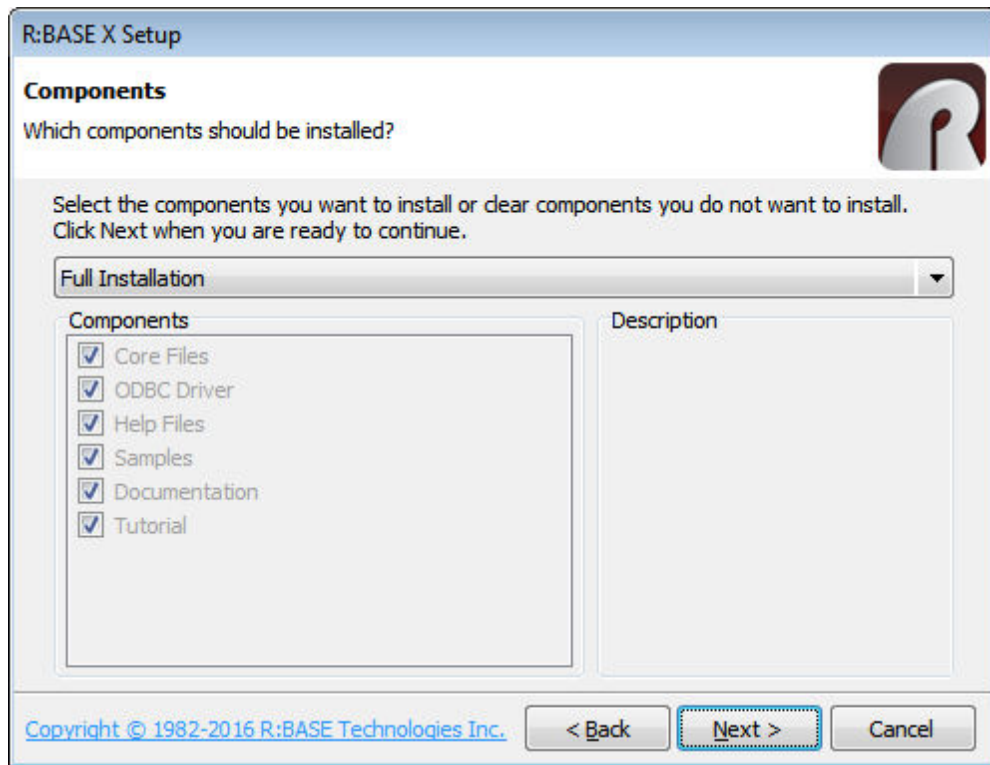 R:BASE X Setup
Components
Which components should be installed?
Select the components you want to install or clear components you do not want to install.
Click Next when you are ready to continue.
Full Installation
Components
Description
Core Files
ODBC Driver
Help Files
Samples
Documentation
Tutorial
Copyright © 1982-2016 R:BASE Technologies Inc.
< Back
Next >
Cancel